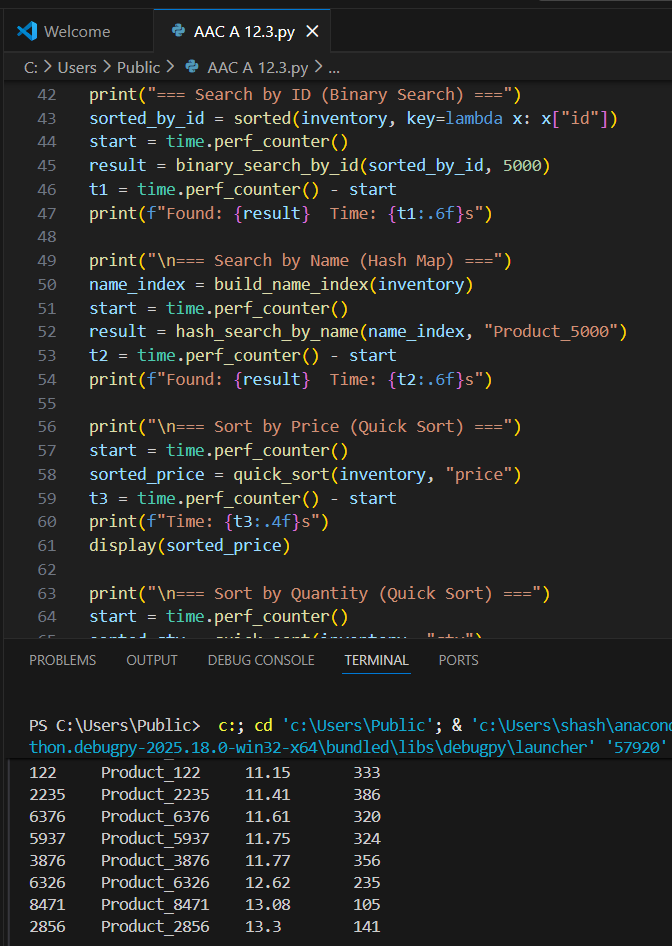 Welcome
AAC A 12.3.py
C: > Users > Public > AAC A 12.3.py > ...
42 print("=== Search by ID (Binary Search) ===")
43 sorted_by_id = sorted(inventory, key=lambda x: x["id"])
44 start = time.perf_counter()
45 result = binary_search_by_id(sorted_by_id, 5000)
46 t1 = time.perf_counter() - start
47 print(f"Found: {result}  Time: {t1:.6f}s")
48
49 print("\n=== Search by Name (Hash Map) ===")
50 name_index = build_name_index(inventory)
51 start = time.perf_counter()
52 result = hash_search_by_name(name_index, "Product_5000")
53 t2 = time.perf_counter() - start
54 print(f"Found: {result}  Time: {t2:.6f}s")
55
56 print("\n=== Sort by Price (Quick Sort) ===")
57 start = time.perf_counter()
58 sorted_price = quick_sort(inventory, "price")
59 t3 = time.perf_counter() - start
60 print(f"Time: {t3:.4f}s")
61 display(sorted_price)
62
63 print("\n=== Sort by Quantity (Quick Sort) ===")
64 start = time.perf_counter()
65 sorted_qty = quick_sort(inventory, "qty")
PROBLEMS OUTPUT DEBUG CONSOLE TERMINAL PORTS
PS C:\Users\Public>  c:; cd 'c:\Users\Public'; & 'c:\Users\shash\anacond
thon.debugpy-2025.18.0-win32-x64\bundled\libs\debugpy\launcher' '57920'
122 Product_122 11.15 333
2235 Product_2235 11.41 386
6376 Product_6376 11.61 320
5937 Product_5937 11.75 324
3876 Product_3876 11.77 356
6326 Product_6326 12.62 235
8471 Product_8471 13.08 105
2856 Product_2856 13.3 141